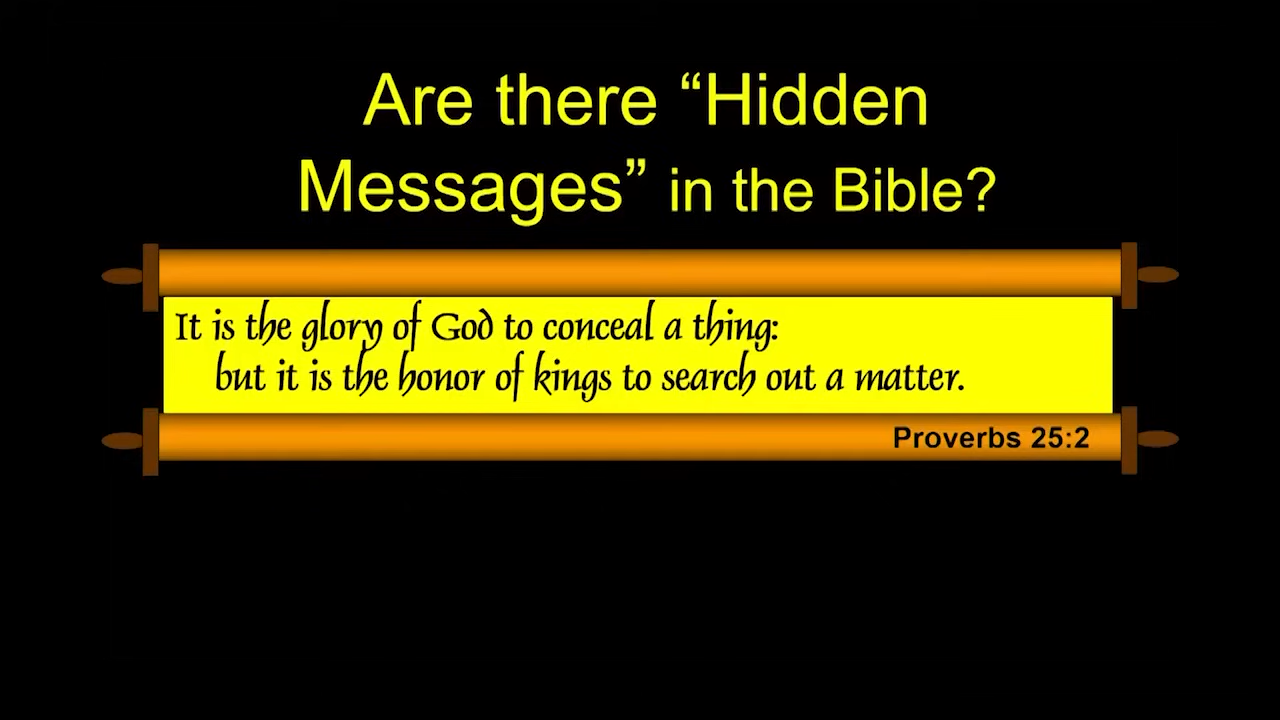 Are there “Hidden
Messages” in the Bible?
It is the glory of God to conceal a thing:
but it is the honor of kings to search out a matter.
Proverbs 25:2